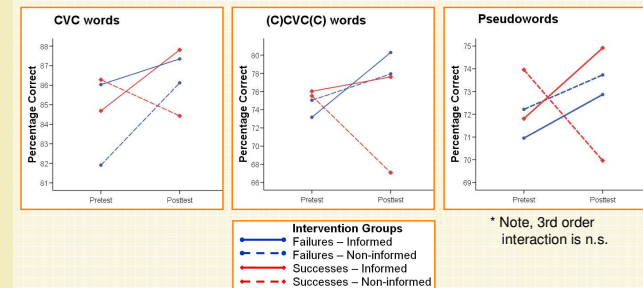 CVC words
Percentage Correct
88
87
86
85
84
83
82
81
Pretest
Posttest
(C)CVC(C) words
Percentage Correct
80
78
76
74
72
70
68
66
Pretest
Posttest
Pseudowords
Percentage Correct
75
74
73
72
71
70
69
Pretest
Posttest
* Note, 3rd order
interaction is n.s.
Intervention Groups
Failures – Informed
Failures – Non-informed
Successes – Informed
Successes – Non-informed